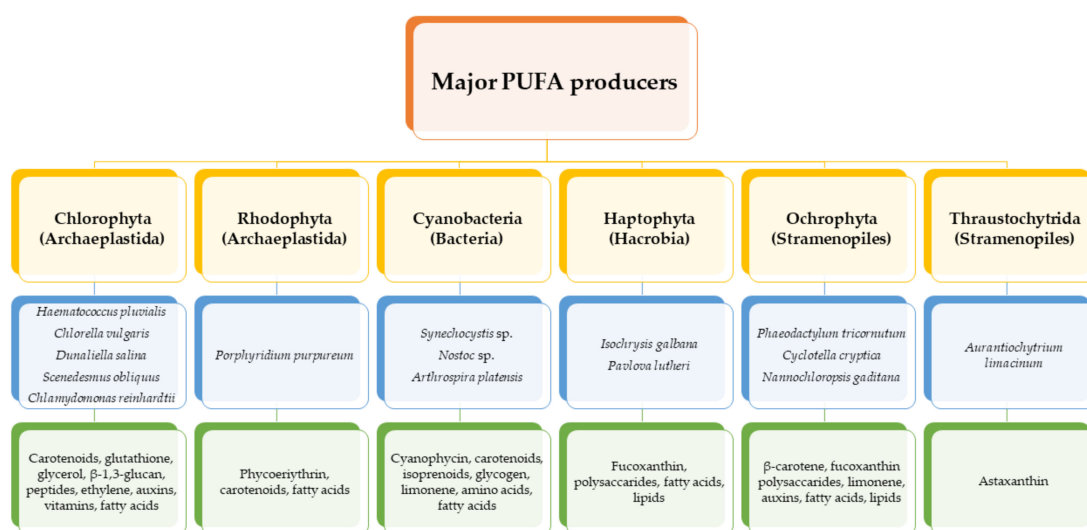 Major PUFA producers
Chlorophyta
(Archaeplastida)
Rhodophyta
(Archaeplastida)
Cyanobacteria
(Bacteria)
Haptophyta
(Hacrobia)
Ochrophyta
(Stramenopiles)
Thraustochytrida
(Stramenopiles)
Haematococcus pluvialis
Chlorella vulgaris
Dunaliella salina
Scenedesmus obliquus
Chlamydomonas reinhardtii
Porphyridium purpureum
Synechocystis sp.
Nostoc sp.
Arthrospira platensis
Isochrysis galbana
Pavlova lutheri
Phaeodactylum tricornutum
Cyclotella cryptica
Nannochloropsis gaditana
Aurantiochytrium
limacinum
Carotenoids, glutathione,
glycerol, β-1,3-glucan,
peptides, ethylene, auxins,
vitamins, fatty acids
Phycoeriythrin,
carotenoids, fatty acids
Cyanophycin, carotenoids,
isoprenoids, glycogen,
limonene, amino acids,
fatty acids
Fucoxanthin,
polysaccarides, fatty acids,
lipids
β-carotene, fucoxanthin
polysaccarides, limonene,
auxins, fatty acids, lipids
Astaxanthin